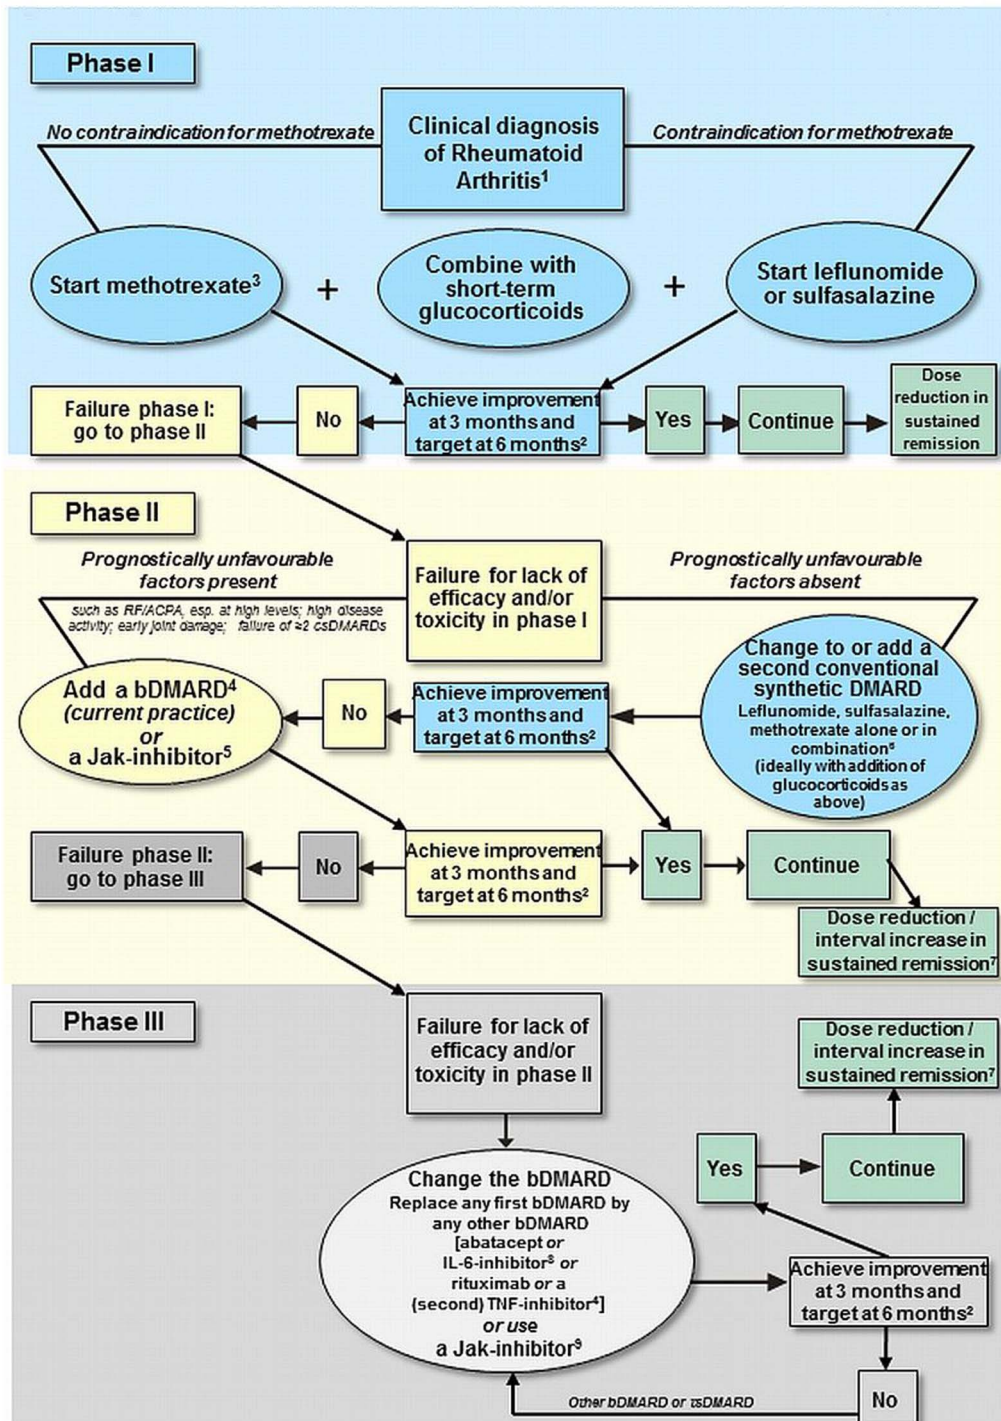 Phase I
No contraindication for methotrexate
Clinical diagnosis
of Rheumatoid
Arthritis¹
Contraindication for methotrexate
Start methotrexate³
+
Combine with
short-term
glucocorticoids
+
Start leflunomide
or sulfasalazine
Failure phase I:
go to phase II
No
Achieve improvement
at 3 months and
target at 6 months²
Yes
Continue
Dose
reduction in
sustained
remission
Phase II
Prognostically unfavourable
factors present
such as RF/ACPA, esp. at high levels; high disease
activity; early joint damage; failure of ≥2 csDMARDs
Failure for lack of
efficacy and/or
toxicity in phase I
Prognostically unfavourable
factors absent
Add a bDMARD⁴
(current practice)
or
a Jak-inhibitor⁵
No
Achieve improvement
at 3 months and
target at 6 months²
Change to or add a
second conventional
synthetic DMARD
Leflunomide, sulfasalazine,
methotrexate alone or in
combination⁶
(ideally with addition of
glucocorticoids as
above)
Failure phase II:
go to phase III
No
Achieve improvement
at 3 months and
target at 6 months²
Yes
Continue
Dose reduction /
interval increase in
sustained remission⁷
Phase III
Failure for lack of
efficacy and/or
toxicity in phase II
Dose reduction /
interval increase in
sustained remission⁷
Yes
Continue
Change the bDMARD
Replace any first bDMARD by
any other bDMARD
[abatacept or
IL-6-inhibitor⁸ or
rituximab or a
(second) TNF-inhibitor⁴]
or use
a Jak-inhibitor⁹
Achieve improvement
at 3 months and
target at 6 months²
No
Other bDMARD or tsDMARD